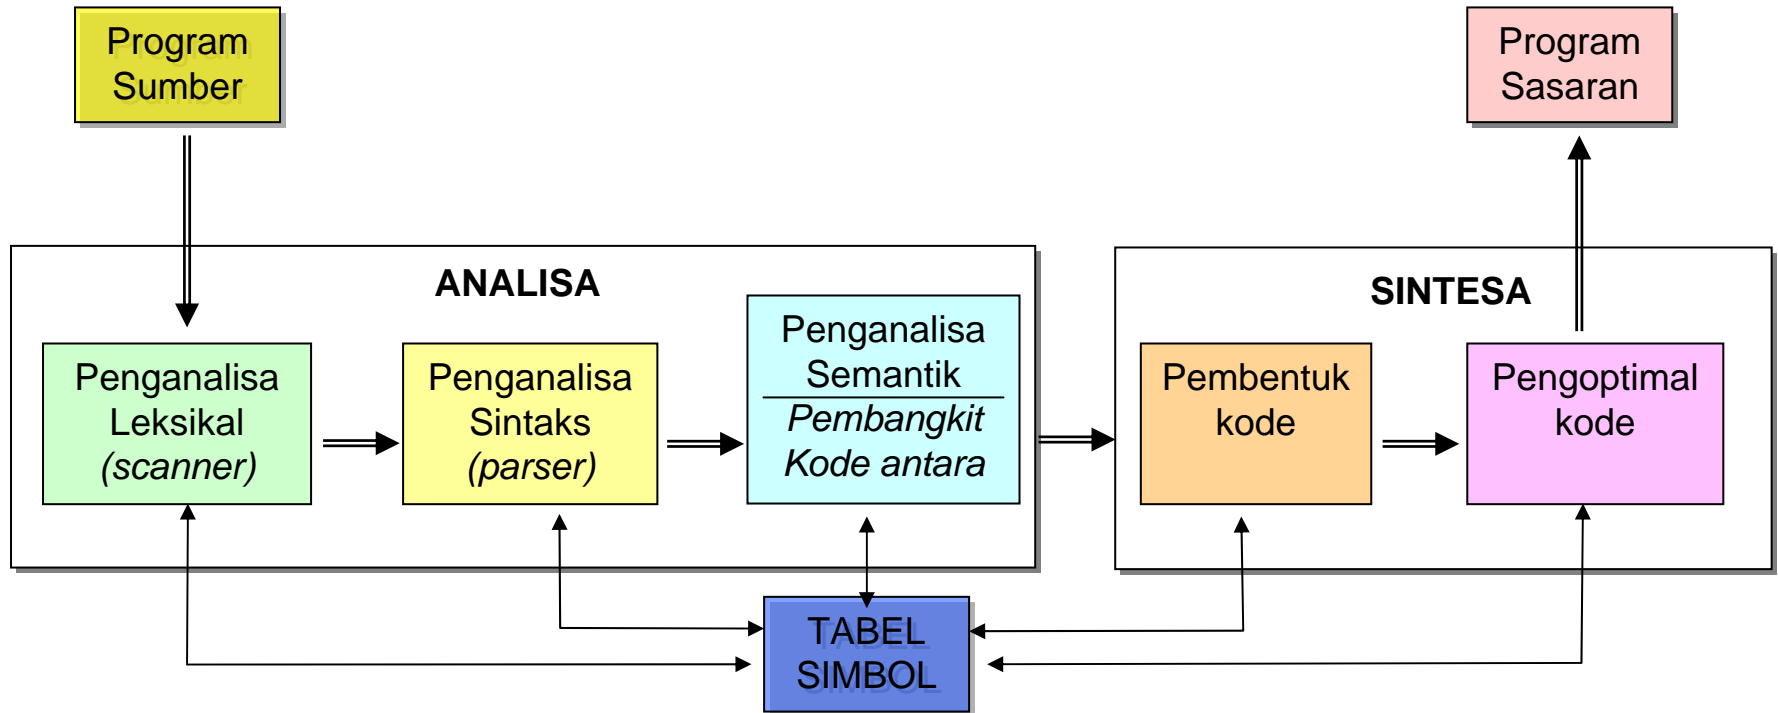 Program
Sumber
Program
Sasaran
ANALISA
SINTESA
Penganalisa
Leksikal
(scanner)
Penganalisa
Sintaks
(parser)
Penganalisa
Semantik
Pembangkit
Kode antara
Pembentuk
kode
Pengoptimal
kode
TABEL
SIMBOL